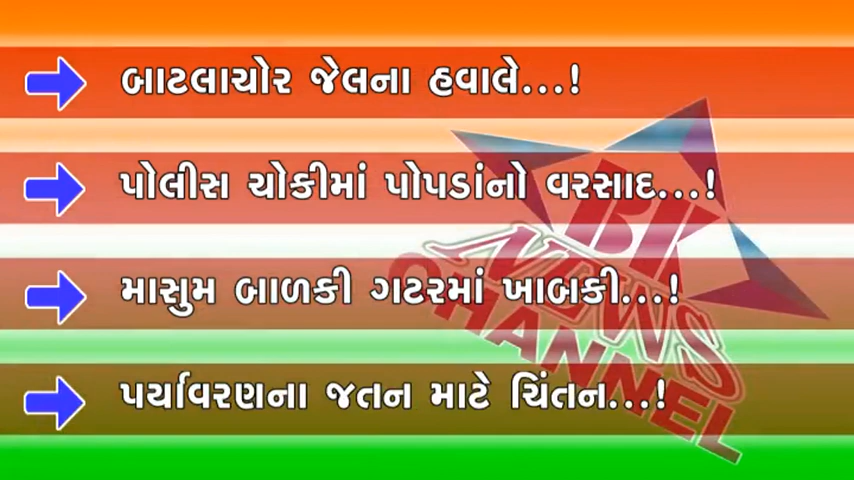 બાટલાચોર જેલના હવાલે...!
પોલીસ ચોકીમાં પોપડાંનો વરસાદ...!
માસુમ બાળકી ગટરમાં ખાબકી...!
પર્યાવરણના જતન માટે ચિંતન...!
BK
NEWS
CHANNEL